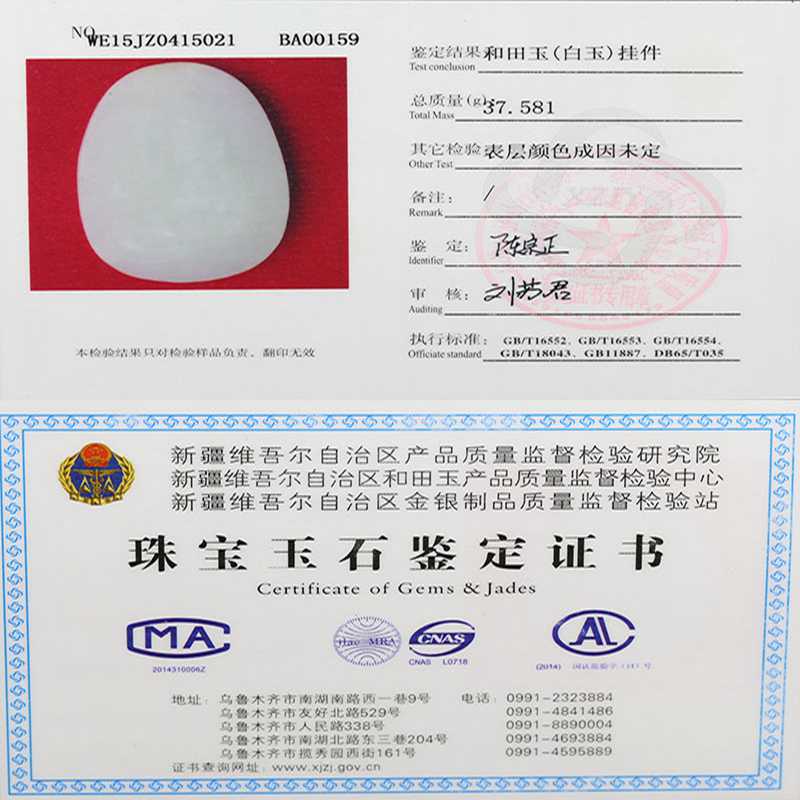 NO WE15JZ0415021 BA00159
鉴定结果 和田玉(白玉)挂件
Test conclusion
总质量(g) 37.581
Total Mass
其它检验 表层颜色成因未定
Other Test
备注: /
Remark
鉴 定: 陈宗正
Identifier
审 核:
Auditing
执行标准: GB/T16552、GB/T16553、GB/T16554、
Officiate standard GB/T18043、GB11887、DB65/T035
本检验结果只对检验样品负责、翻印无效
新疆维吾尔自治区产品质量监督检验研究院
新疆维吾尔自治区和田玉产品质量监督检验中心
新疆维吾尔自治区金银制品质量监督检验站
珠宝玉石鉴定证书
Certificate of Gems & Jades
MA ilac-MRA CNAS AL
2014310006Z CNAS L0718 (2014)
地址: 乌鲁木齐市南湖南路西一巷9号 电话: 0991-2323884
乌鲁木齐市友好北路529号 0991-4841486
乌鲁木齐市人民路338号 0991-8890004
乌鲁木齐市南湖北路东三巷204号 0991-4693884
乌鲁木齐市揽秀园西街161号 0991-4595889
证书查询网址: www.xjzj.gov.cn